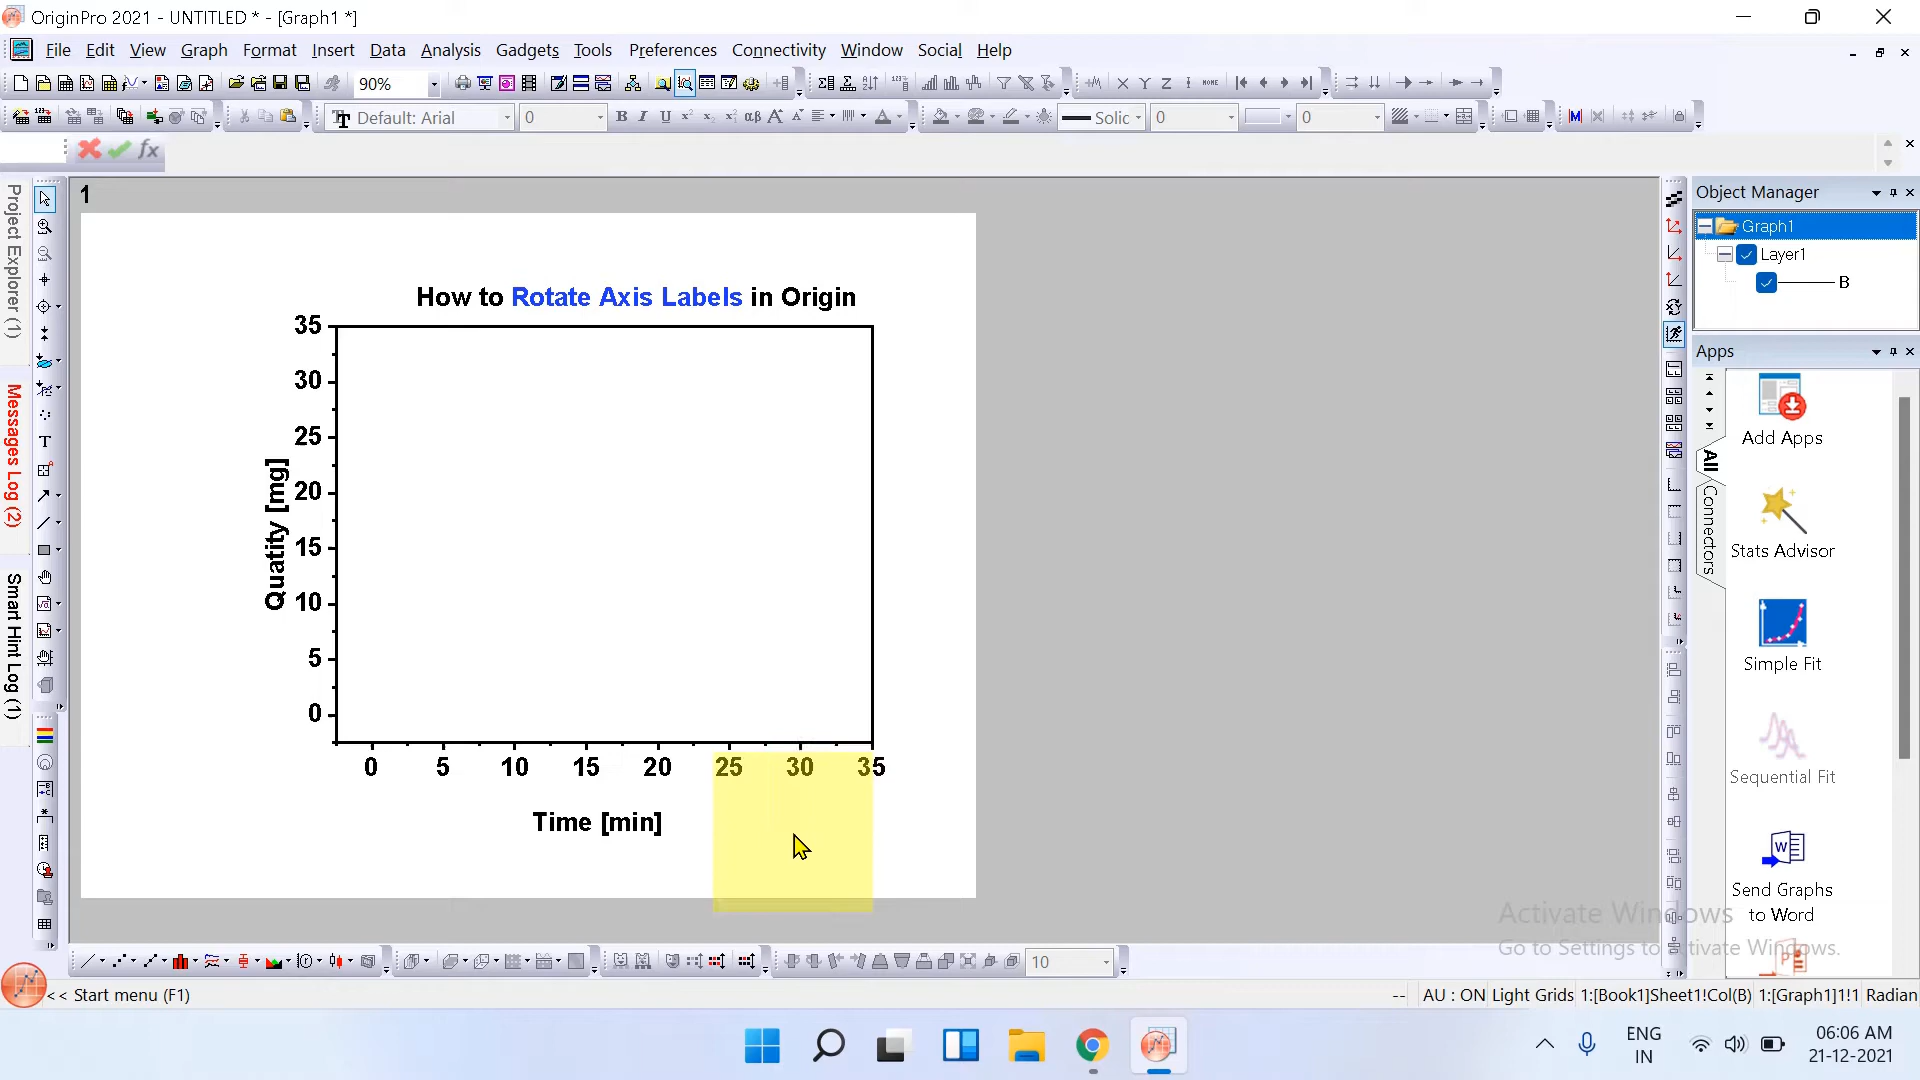 OriginPro 2021 - UNTITLED * - [Graph1 *]
File Edit View Graph Format Insert Data Analysis Gadgets Tools Preferences Connectivity Window Social Help
90%
Default: Arial 0 B I U αβ A A Solic 0 0
fx
Project Explorer (1)
Messages Log (2)
Smart Hint Log (1)
1
How to Rotate Axis Labels in Origin
35
30
25
20
15
10
5
0
Quatity [mg]
0 5 10 15 20 25 30 35
Time [min]
Object Manager
Graph1
Layer1
B
Apps
All
Connectors
Add Apps
Stats Advisor
Simple Fit
Sequential Fit
Send Graphs
to Word
Activate Windows
Go to Settings to activate Windows.
10
<< Start menu (F1)
-- AU : ON Light Grids 1:[Book1]Sheet1!Col(B) 1:[Graph1]1!1 Radian
ENG
IN
06:06 AM
21-12-2021